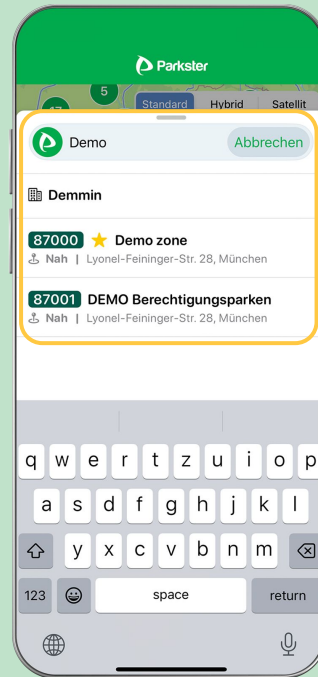 Parkster
17
5
Standard Hybrid Satellit
Demo Abbrechen
Demmin
87000 Demo zone
Nah | Lyonel-Feininger-Str. 28, München
87001 DEMO Berechtigungsparken
Nah | Lyonel-Feininger-Str. 28, München
q w e r t z u i o p
a s d f g h j k l
y x c v b n m
123 space return